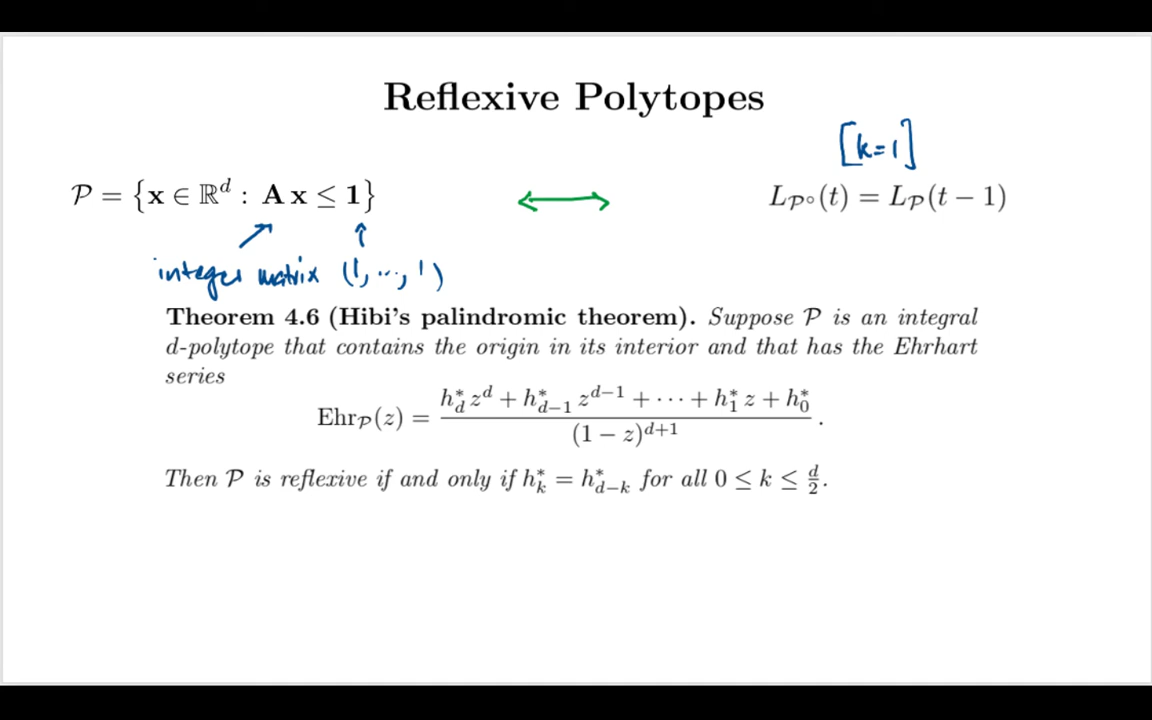 Reflexive Polytopes
[k=1]
𝒫 = {x ∈ ℝᵈ : A x ≤ 1} ⟷ L_𝒫°(t) = L_𝒫(t − 1)
integer matrix (1, ..., 1)
Theorem 4.6 (Hibi's palindromic theorem). Suppose 𝒫 is an integral
d-polytope that contains the origin in its interior and that has the Ehrhart
series
Ehr_𝒫(z) = (h*_d z^d + h*_{d−1} z^{d−1} + ⋯ + h*_1 z + h*_0) / (1 − z)^{d+1} .
Then 𝒫 is reflexive if and only if h*_k = h*_{d−k} for all 0 ≤ k ≤ d/2.